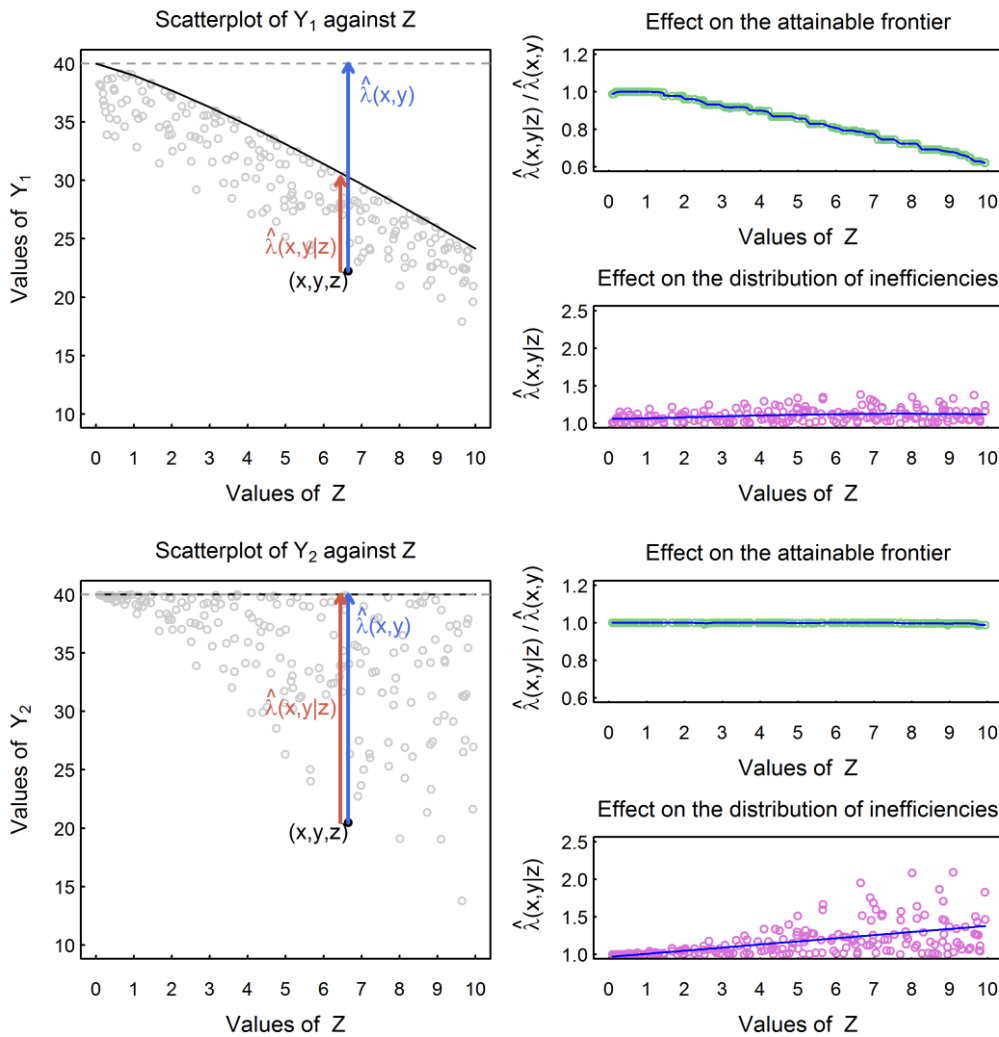 Scatterplot of Y₁ against Z
Values of Y₁
40
35
30
25
20
15
10
λ̂(x,y)
λ̂(x,y|z)
(x,y,z)
0 1 2 3 4 5 6 7 8 9 10
Values of Z
Effect on the attainable frontier
λ̂(x,y|z) / λ̂(x,y)
1.2
1.0
0.8
0.6
0 1 2 3 4 5 6 7 8 9 10
Values of Z
Effect on the distribution of inefficiencies
λ̂(x,y|z)
2.5
2.0
1.5
1.0
0 1 2 3 4 5 6 7 8 9 10
Values of Z
Scatterplot of Y₂ against Z
Values of Y₂
40
35
30
25
20
15
10
λ̂(x,y)
λ̂(x,y|z)
(x,y,z)
0 1 2 3 4 5 6 7 8 9 10
Values of Z
Effect on the attainable frontier
λ̂(x,y|z) / λ̂(x,y)
1.2
1.0
0.8
0.6
0 1 2 3 4 5 6 7 8 9 10
Values of Z
Effect on the distribution of inefficiencies
λ̂(x,y|z)
2.5
2.0
1.5
1.0
0 1 2 3 4 5 6 7 8 9 10
Values of Z